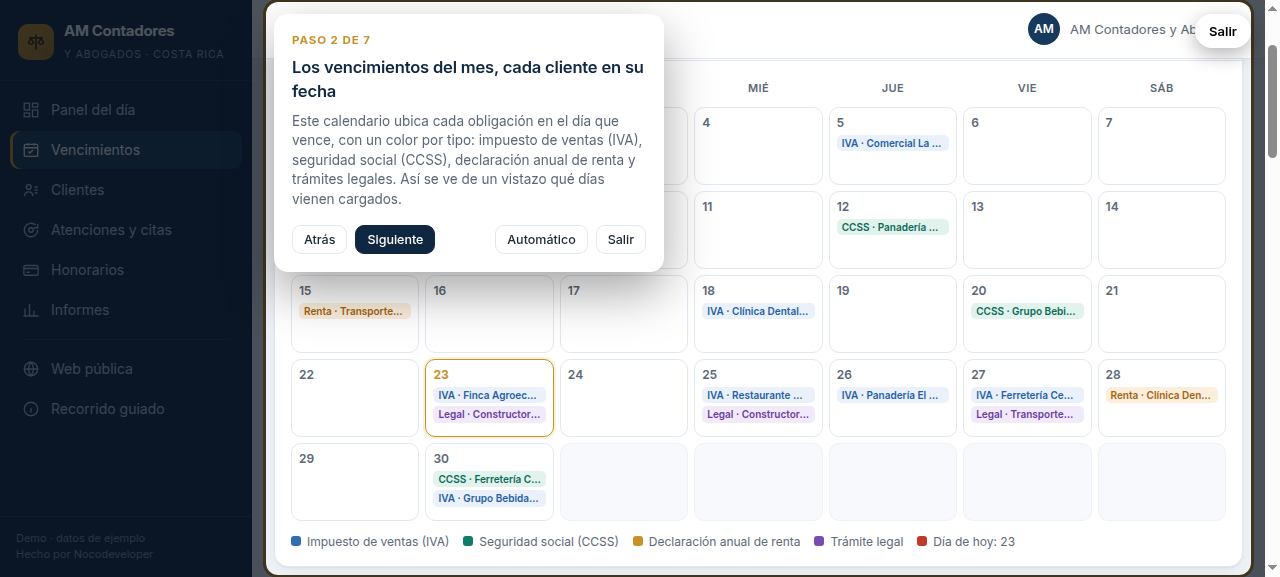 AM Contadores
Y ABOGADOS · COSTA RICA
Panel del día
Vencimientos
Clientes
Atenciones y citas
Honorarios
Informes
Web pública
Recorrido guiado
Demo · datos de ejemplo
Hecho por Nocodeveloper
AM
AM Contadores y Ab
Salir
PASO 2 DE 7
Los vencimientos del mes, cada cliente en su
fecha
Este calendario ubica cada obligación en el día que
vence, con un color por tipo: impuesto de ventas (IVA),
seguridad social (CCSS), declaración anual de renta y
trámites legales. Así se ve de un vistazo qué días
vienen cargados.
Atrás
Siguiente
Automático
Salir
MIÉ
JUE
VIE
SÁB
4
5
IVA · Comercial La ...
6
7
11
12
CCSS · Panadería ...
13
14
15
Renta · Transporte...
16
17
18
IVA · Clínica Dental...
19
20
CCSS · Grupo Bebi...
21
22
23
IVA · Finca Agroec...
Legal · Constructor...
24
25
IVA · Restaurante ...
Legal · Constructor...
26
IVA · Panadería El ...
27
IVA · Ferretería Ce...
Legal · Transporte...
28
Renta · Clínica Den...
29
30
CCSS · Ferretería C...
IVA · Grupo Bebida...
Impuesto de ventas (IVA)
Seguridad social (CCSS)
Declaración anual de renta
Trámite legal
Día de hoy: 23